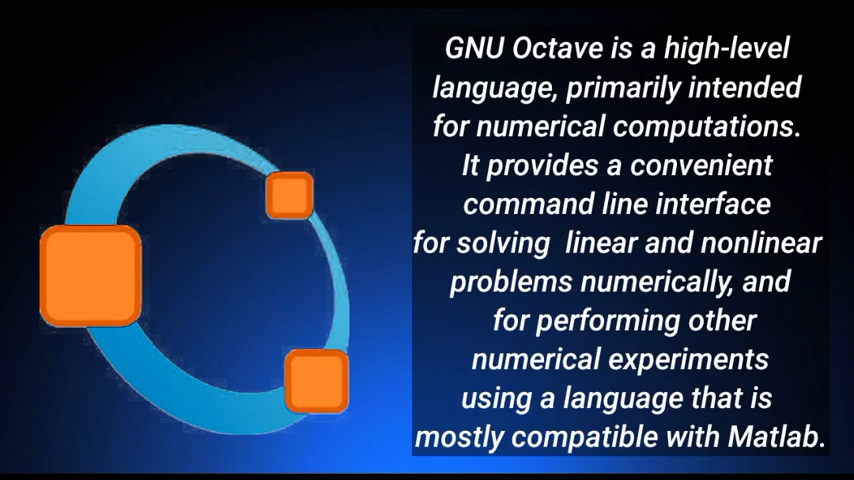 GNU Octave is a high-level
language, primarily intended
for numerical computations.
It provides a convenient
command line interface
for solving  linear and nonlinear
problems numerically, and
for performing other
numerical experiments
using a language that is
mostly compatible with Matlab.